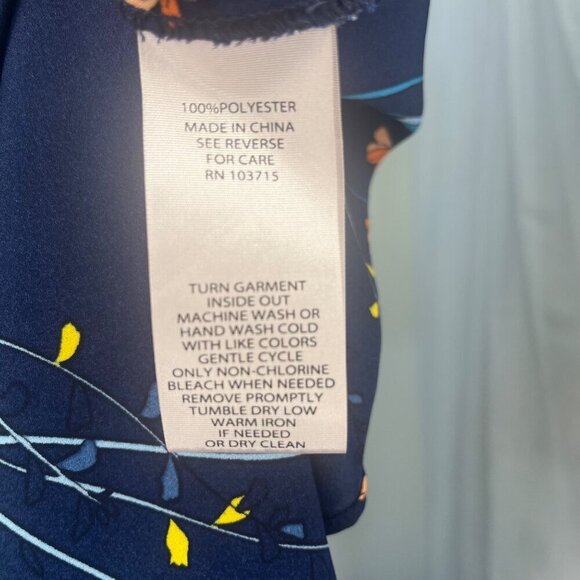 100%POLYESTER
MADE IN CHINA
SEE REVERSE
FOR CARE
RN 103715
TURN GARMENT
INSIDE OUT
MACHINE WASH OR
HAND WASH COLD
WITH LIKE COLORS
GENTLE CYCLE
ONLY NON-CHLORINE
BLEACH WHEN NEEDED
REMOVE PROMPTLY
TUMBLE DRY LOW
WARM IRON
IF NEEDED
OR DRY CLEAN